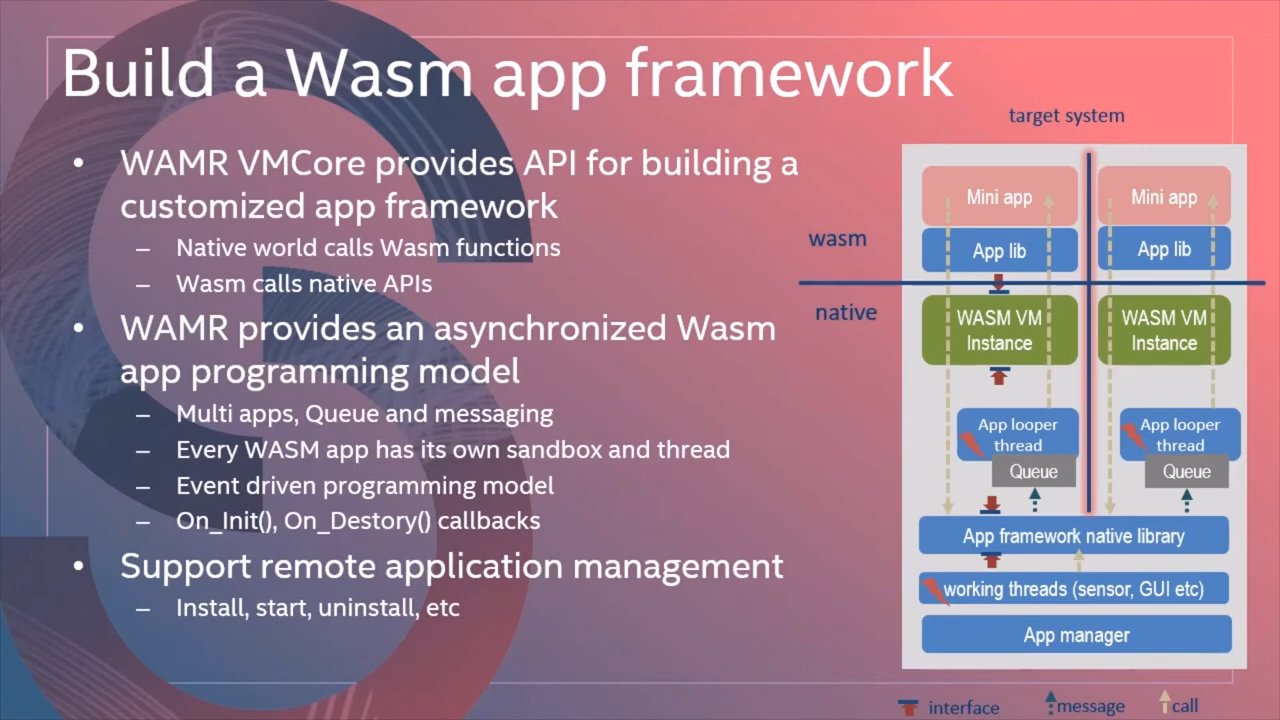 Build a Wasm app framework
• WAMR VMCore provides API for building a
customized app framework
– Native world calls Wasm functions
– Wasm calls native APIs
• WAMR provides an asynchronized Wasm
app programming model
– Multi apps, Queue and messaging
– Every WASM app has its own sandbox and thread
– Event driven programming model
– On_Init(), On_Destory() callbacks
• Support remote application management
– Install, start, uninstall, etc
target system
Mini app
Mini app
wasm
App lib
App lib
native
WASM VM
Instance
WASM VM
Instance
App looper
thread
Queue
App looper
thread
Queue
App framework native library
working threads (sensor, GUI etc)
App manager
interface
message
call